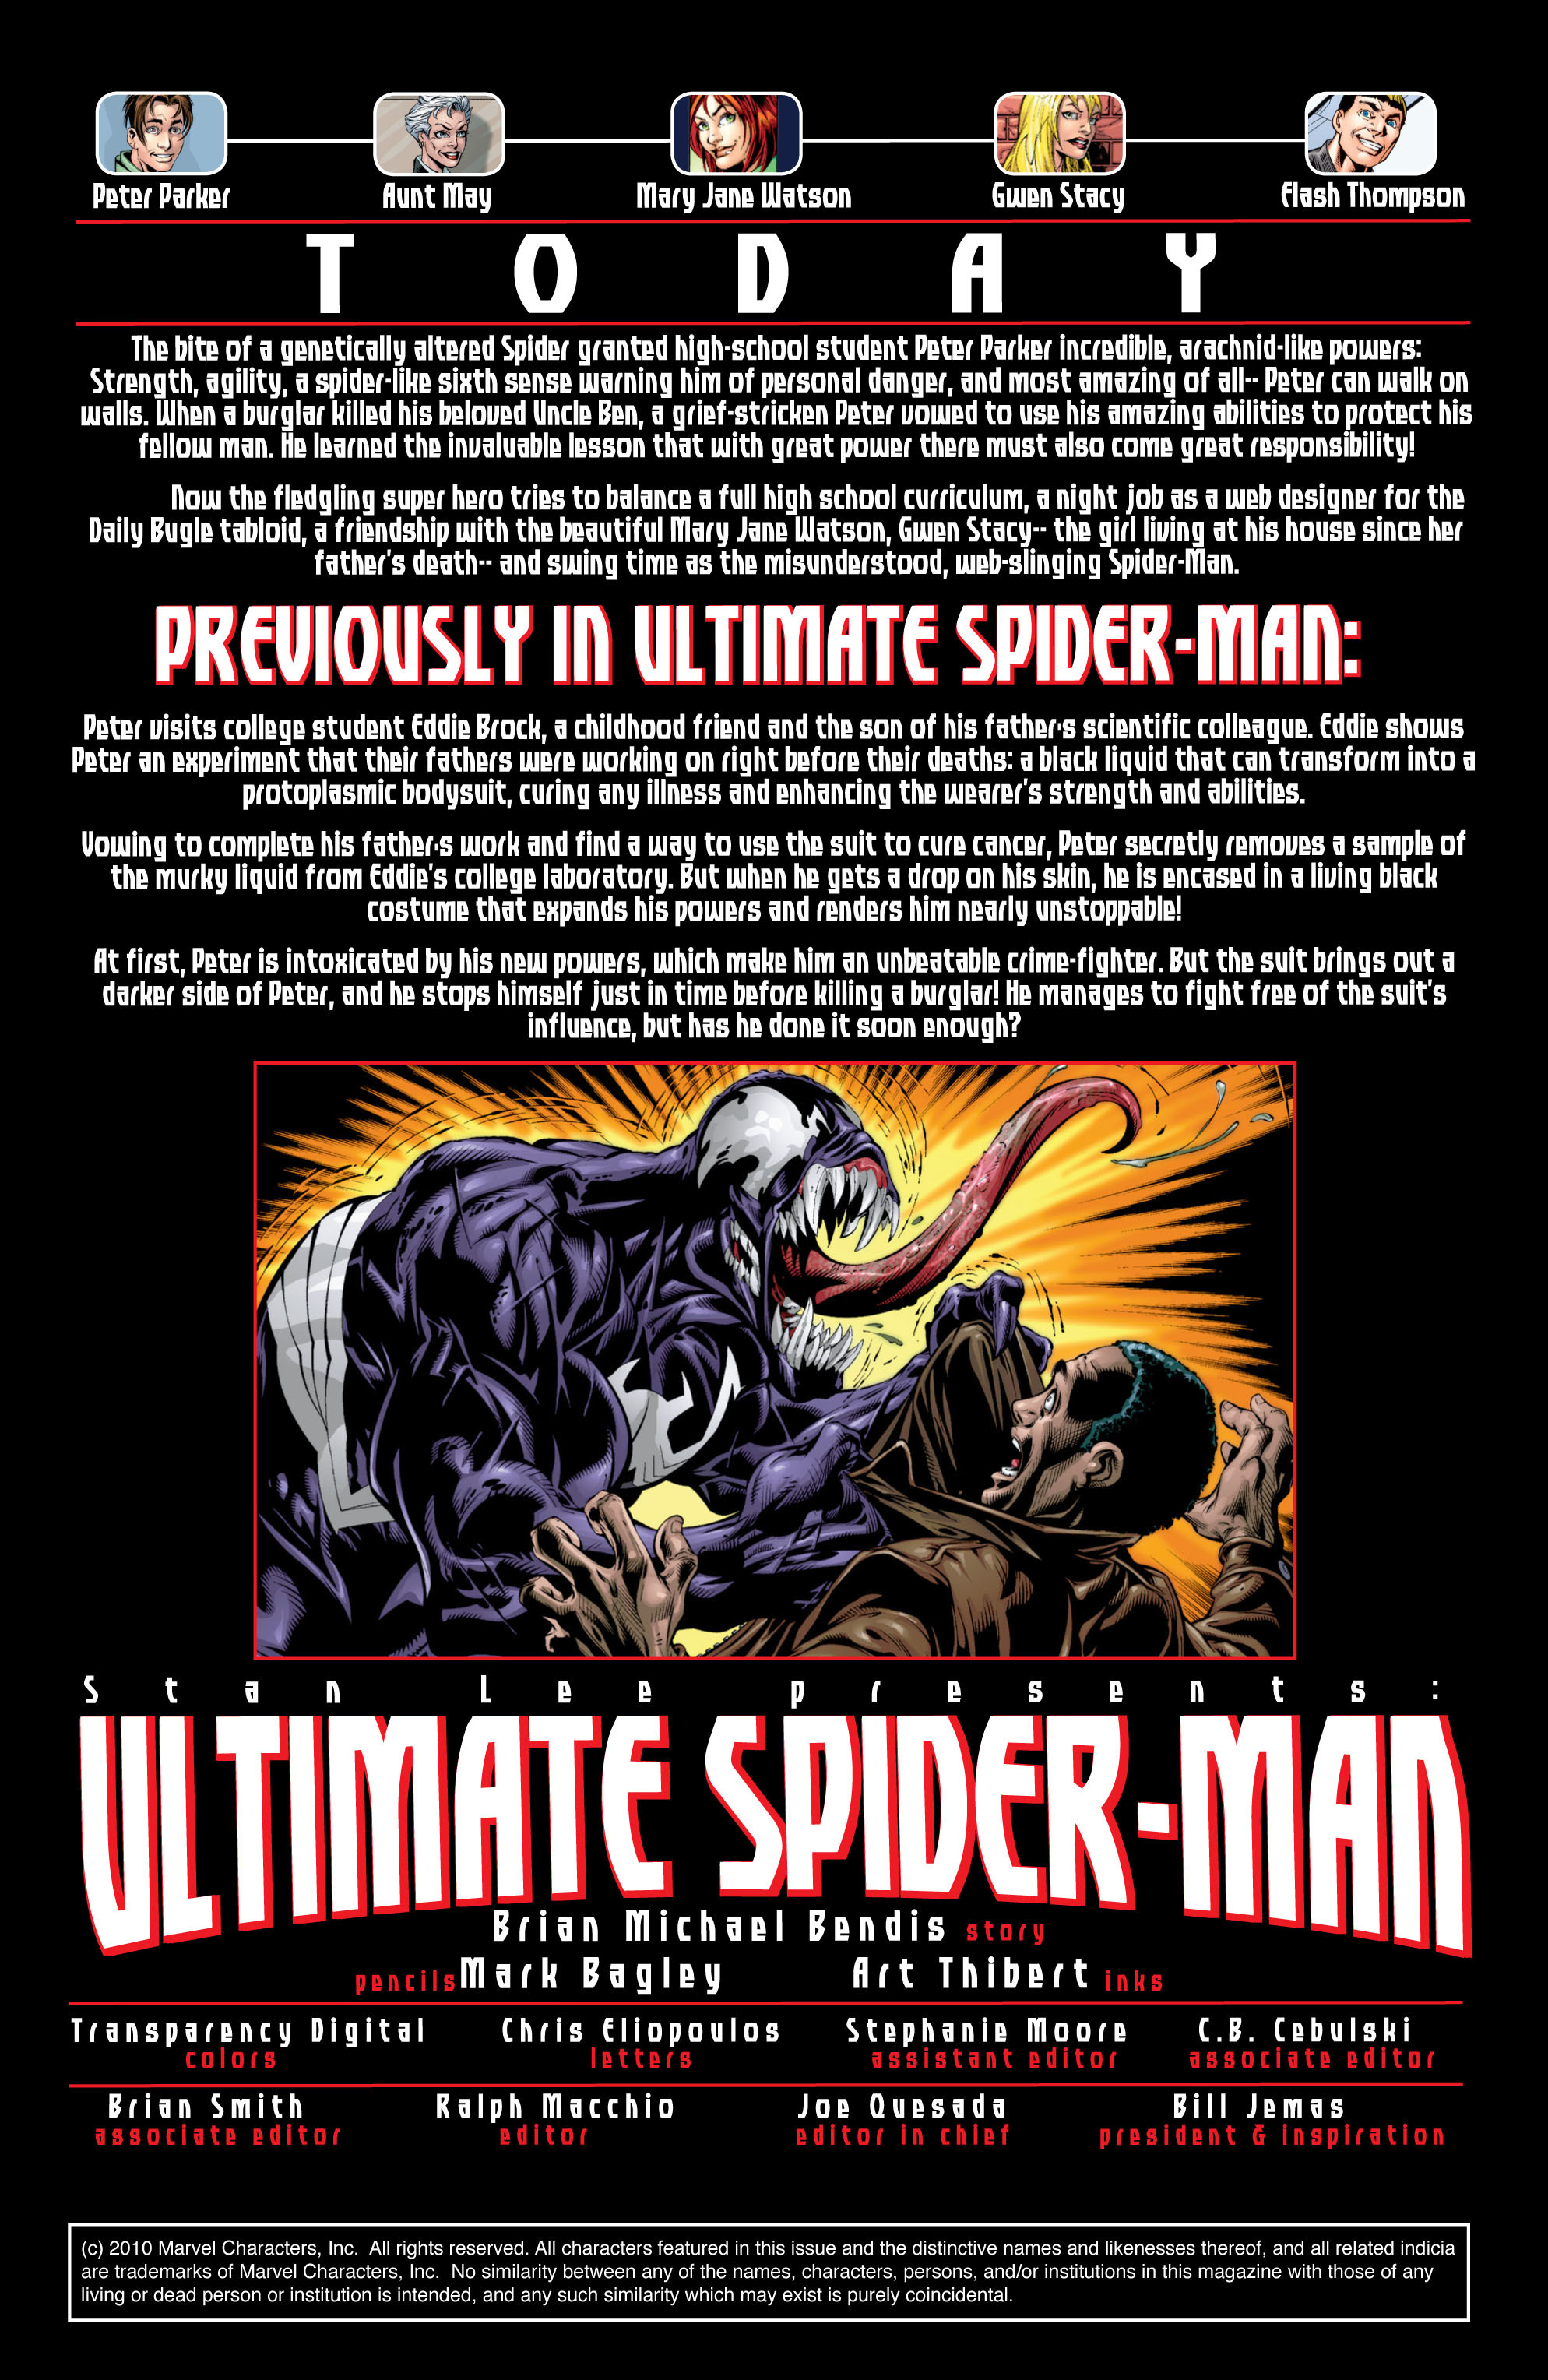 Peter Parker Aunt May Mary Jane Watson Gwen Stacy Flash Thompson
TODAY
The bite of a genetically altered Spider granted high-school student Peter Parker incredible, arachnid-like powers:
Strength, agility, a spider-like sixth sense warning him of personal danger, and most amazing of all-- Peter can walk on
walls. When a burglar killed his beloved Uncle Ben, a grief-stricken Peter vowed to use his amazing abilities to protect his
fellow man. He learned the invaluable lesson that with great power there must also come great responsibility!
Now the fledgling super hero tries to balance a full high school curriculum, a night job as a web designer for the
Daily Bugle tabloid, a friendship with the beautiful Mary Jane Watson, Gwen Stacy-- the girl living at his house since her
father's death-- and swing time as the misunderstood, web-slinging Spider-Man.
PREVIOUSLY IN ULTIMATE SPIDER-MAN:
Peter visits college student Eddie Brock, a childhood friend and the son of his father's scientific colleague. Eddie shows
Peter an experiment that their fathers were working on right before their deaths: a black liquid that can transform into a
protoplasmic bodysuit, curing any illness and enhancing the wearer's strength and abilities.
Vowing to complete his father's work and find a way to use the suit to cure cancer, Peter secretly removes a sample of
the murky liquid from Eddie's college laboratory. But when he gets a drop on his skin, he is encased in a living black
costume that expands his powers and renders him nearly unstoppable!
At first, Peter is intoxicated by his new powers, which make him an unbeatable crime-fighter. But the suit brings out a
darker side of Peter, and he stops himself just in time before killing a burglar! He manages to fight free of the suit's
influence, but has he done it soon enough?
Stan Lee presents:
ULTIMATE SPIDER-MAN
Brian Michael Bendis story
pencils Mark Bagley Art Thibert inks
Transparency Digital Chris Eliopoulos Stephanie Moore C.B. Cebulski
colors letters assistant editor associate editor
Brian Smith Ralph Macchio Joe Quesada Bill Jemas
associate editor editor editor in chief president & inspiration
(c) 2010 Marvel Characters, Inc. All rights reserved. All characters featured in this issue and the distinctive names and likenesses thereof, and all related indicia
are trademarks of Marvel Characters, Inc. No similarity between any of the names, characters, persons, and/or institutions in this magazine with those of any
living or dead person or institution is intended, and any such similarity which may exist is purely coincidental.